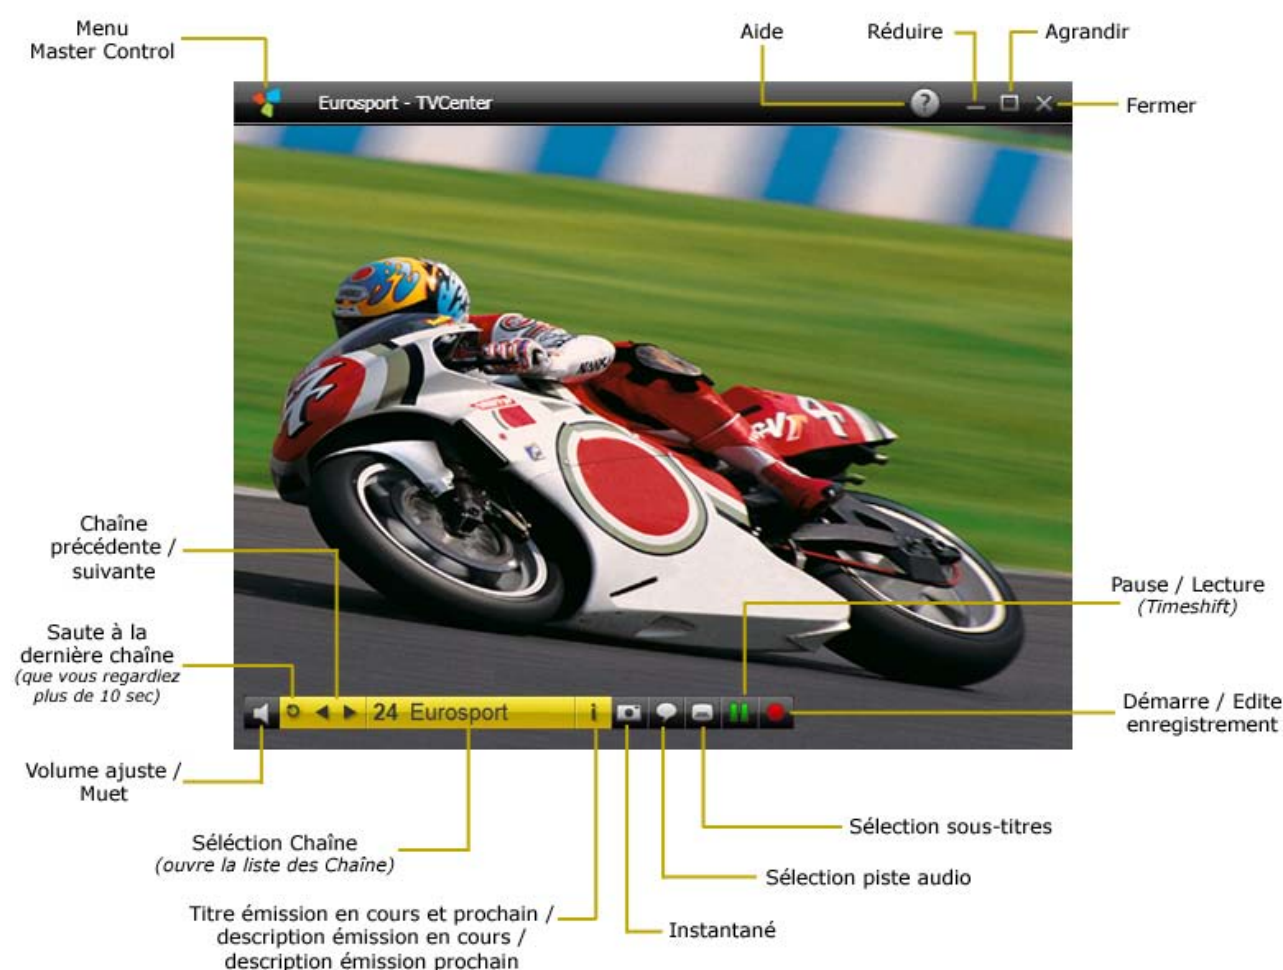 Menu
Master Control
Aide
Réduire
Agrandir
Eurosport - TVCenter
?
Fermer
Chaîne
précédente /
suivante
Pause / Lecture
(Timeshift)
Saute à la
dernière chaîne
(que vous regardiez
plus de 10 sec)
24 Eurosport
i
Démarre / Edite
enregistrement
Volume ajuste /
Muet
Séléction Chaîne
(ouvre la liste des Chaîne)
Sélection sous-titres
Sélection piste audio
Titre émission en cours et prochain /
description émission en cours /
description émission prochain
Instantané